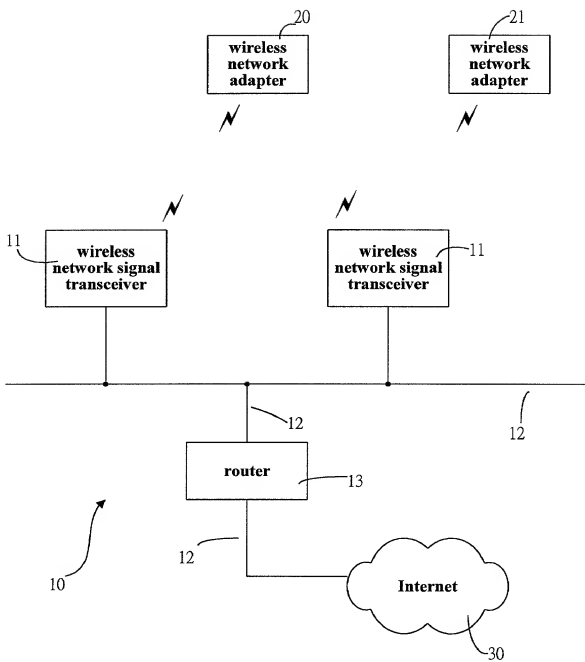 20
wireless
network
adapter
21
wireless
network
adapter
11
wireless
network signal
transceiver
wireless
network signal
transceiver
11
12
12
router
13
12
10
Internet
30